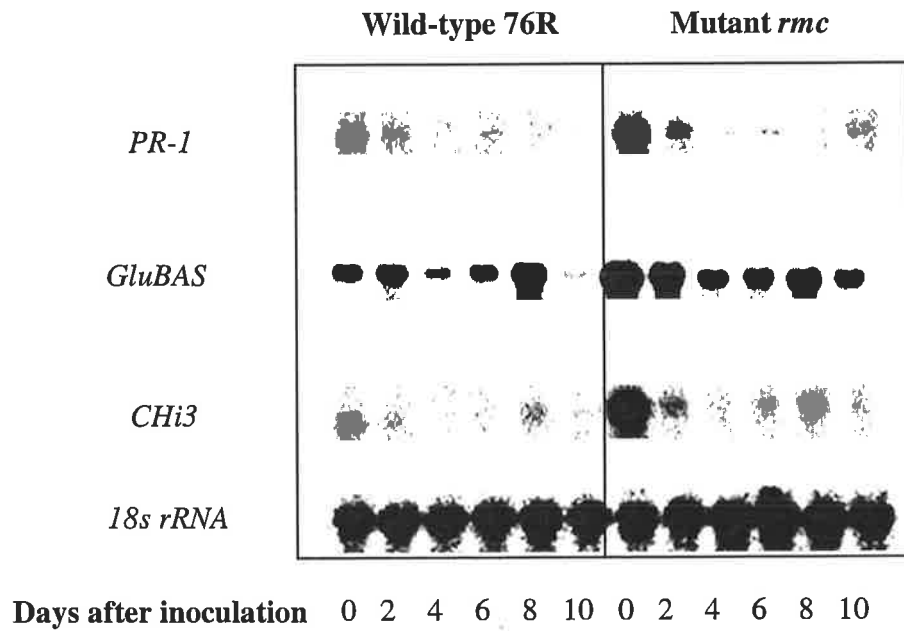 Wild-type 76R Mutant rmc
PR-1
GluBAS
CHi3
18s rRNA
Days after inoculation 0 2 4 6 8 10 0 2 4 6 8 10